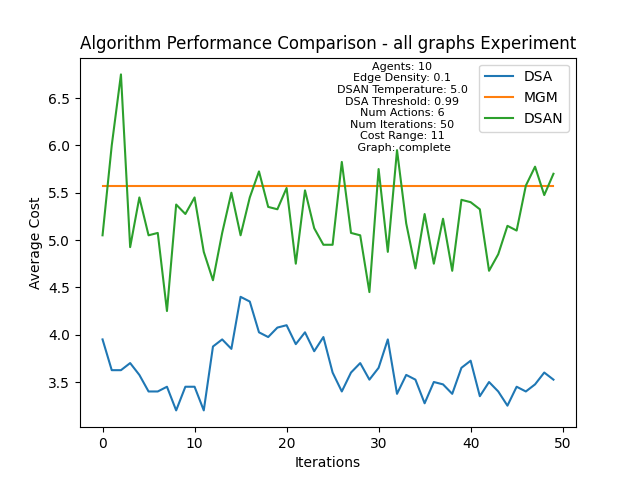 Algorithm Performance Comparison - all graphs Experiment
Agents: 10
Edge Density: 0.1
DSAN Temperature: 5.0
DSA Threshold: 0.99
Num Actions: 6
Num Iterations: 50
Cost Range: 11
Graph: complete
DSA
MGM
DSAN
Average Cost
6.5
6.0
5.5
5.0
4.5
4.0
3.5
0 10 20 30 40 50
Iterations